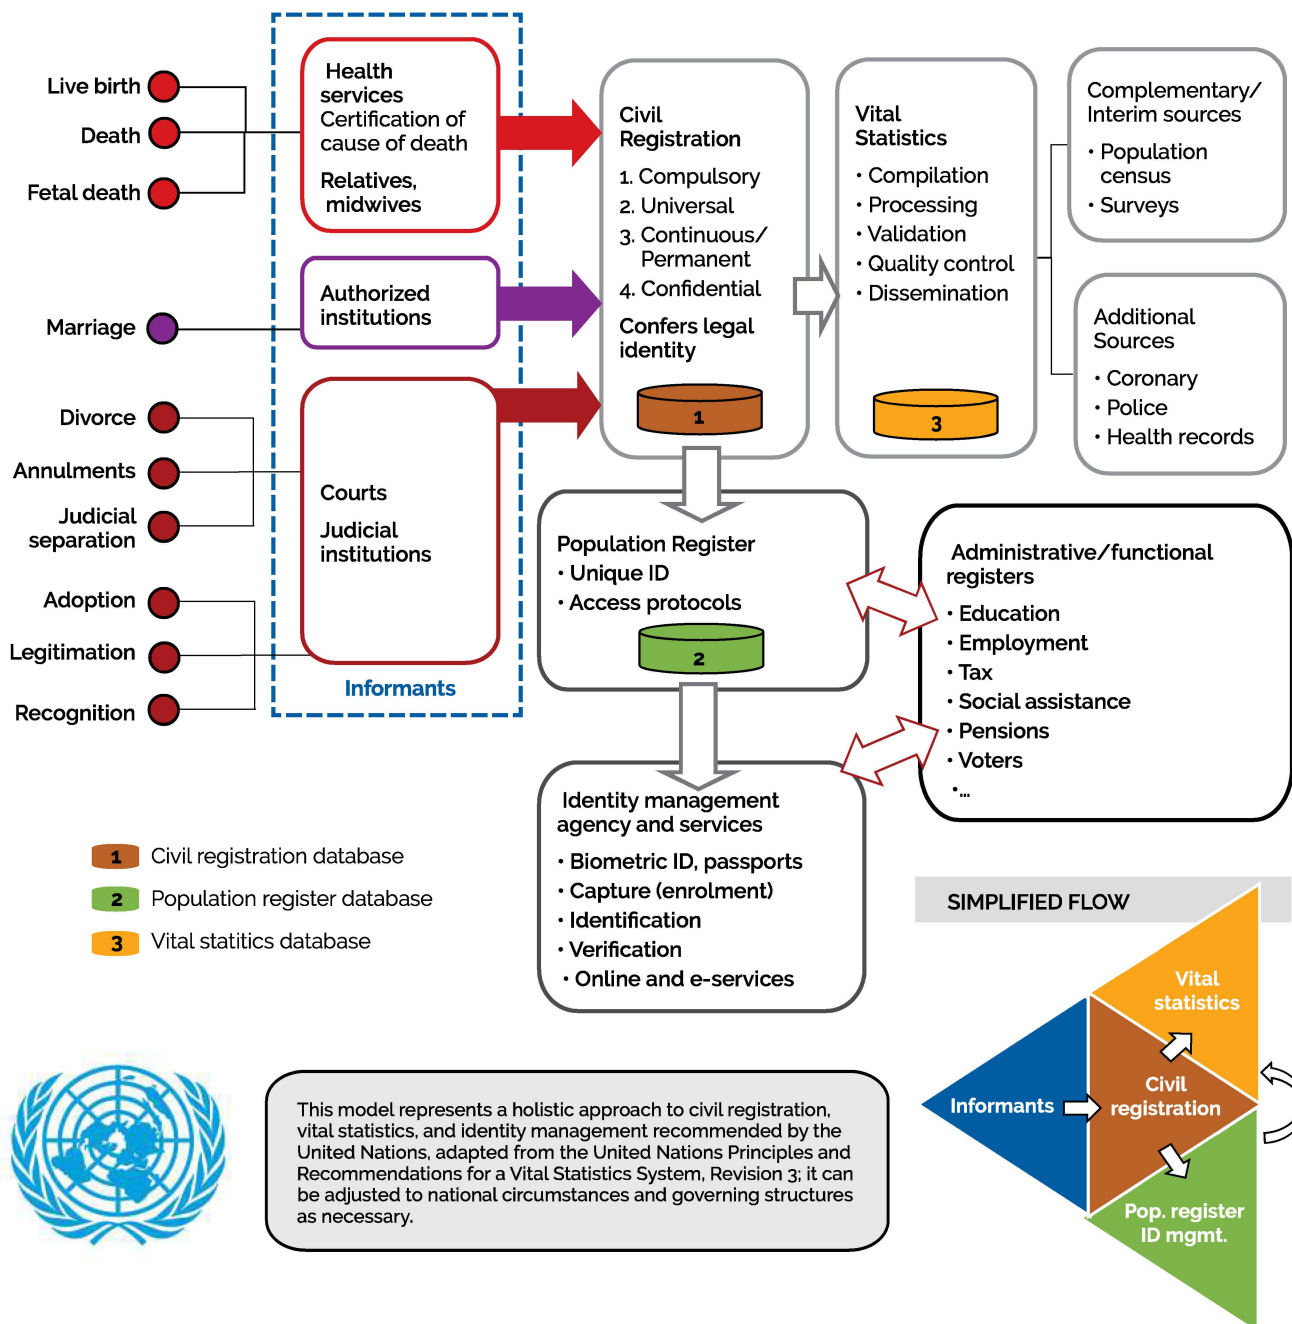 Live birth
Death
Fetal death
Marriage
Divorce
Annulments
Judicial
separation
Adoption
Legitimation
Recognition
Health
services
Certification of
cause of death
Relatives,
midwives
Authorized
institutions
Courts
Judicial
institutions
Informants
Civil
Registration
1. Compulsory
2. Universal
3. Continuous/
Permanent
4. Confidential
Confers legal
identity
1
Vital
Statistics
• Compilation
• Processing
• Validation
• Quality control
• Dissemination
3
Complementary/
Interim sources
• Population
census
• Surveys
Additional
Sources
• Coronary
• Police
• Health records
Population Register
• Unique ID
• Access protocols
2
Administrative/functional
registers
• Education
• Employment
• Tax
• Social assistance
• Pensions
• Voters
•...
Identity management
agency and services
• Biometric ID, passports
• Capture (enrolment)
• Identification
• Verification
• Online and e-services
1 Civil registration database
2 Population register database
3 Vital statitics database
SIMPLIFIED FLOW
Vital
statistics
Informants
Civil
registration
Pop. register
ID mgmt.
This model represents a holistic approach to civil registration,
vital statistics, and identity management recommended by the
United Nations, adapted from the United Nations Principles and
Recommendations for a Vital Statistics System, Revision 3; it can
be adjusted to national circumstances and governing structures
as necessary.